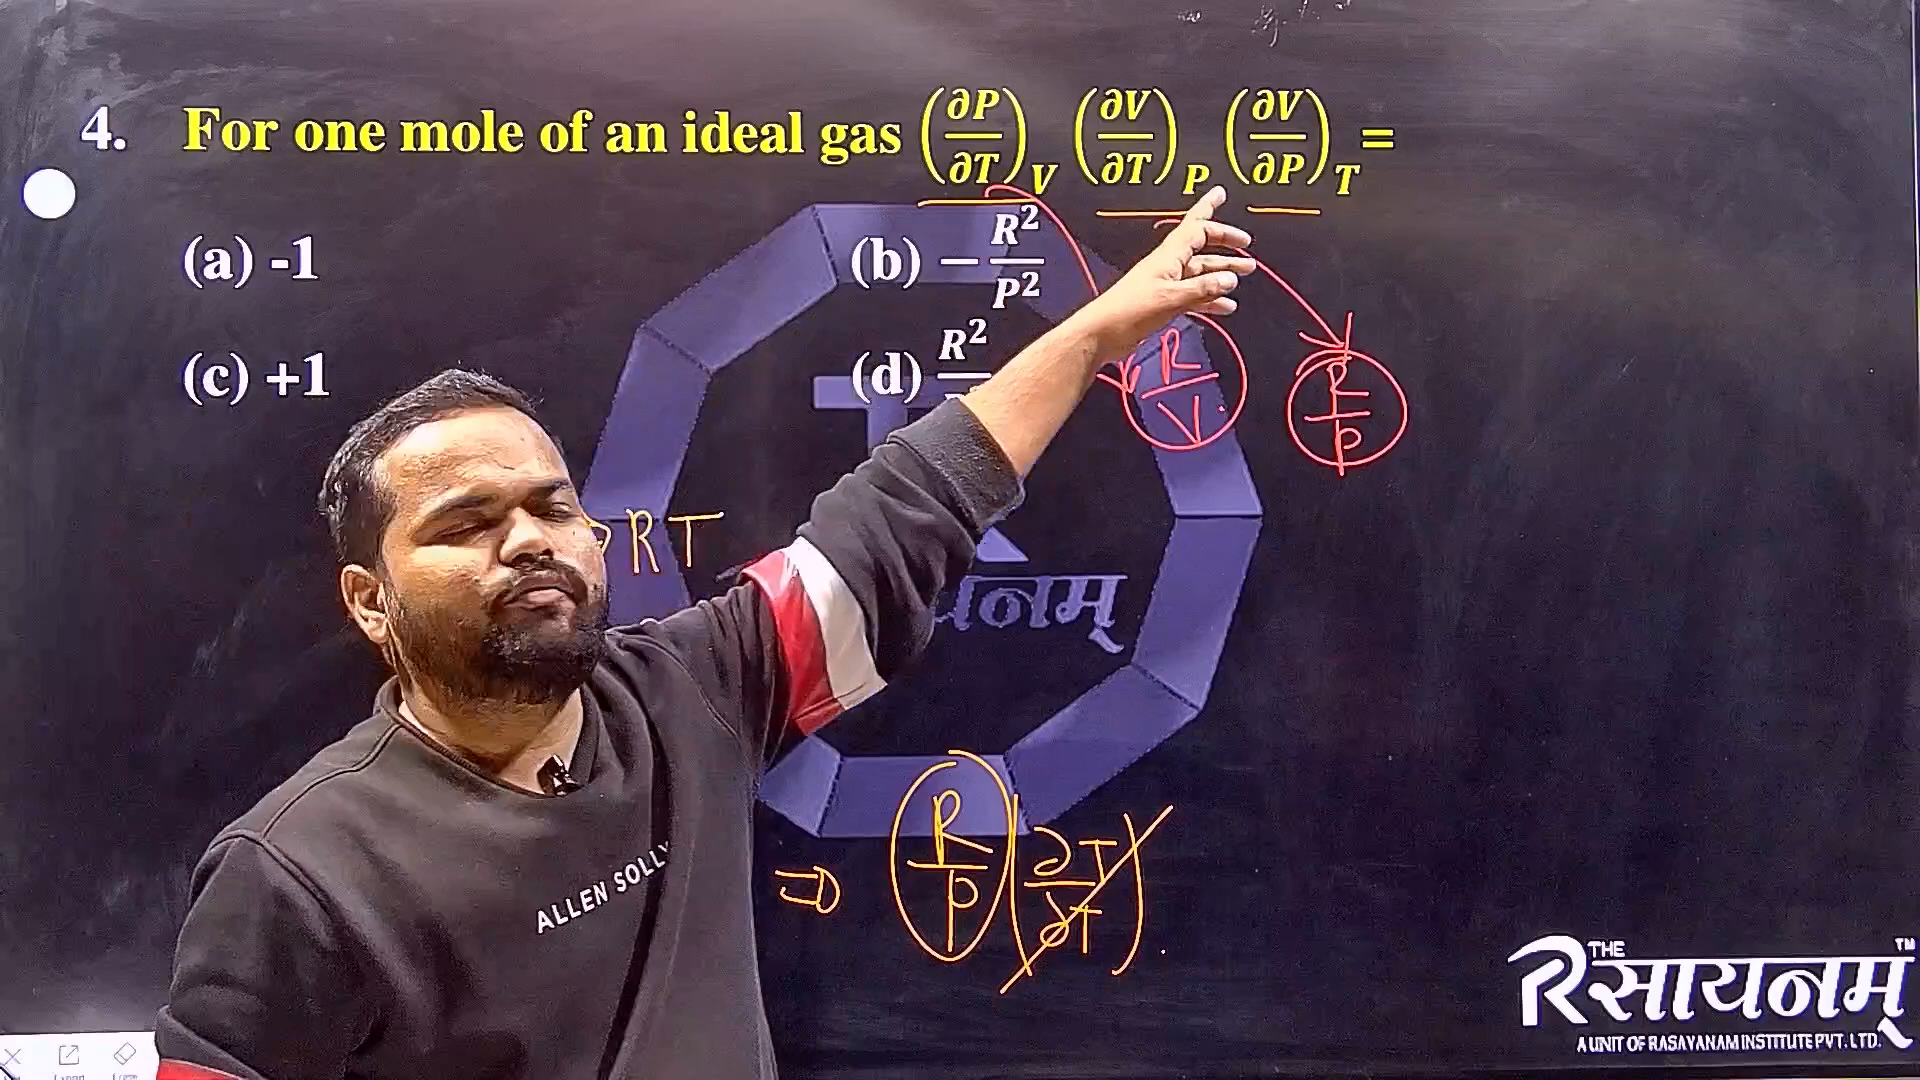 4. For one mole of an ideal gas (∂P/∂T)_V (∂V/∂T)_P (∂V/∂P)_T =
(a) -1
(b) -R²/P²
(c) +1
(d) R²
R/V
R/P
RT
यनम्
⇒ R/P (∂T/∂T)
ALLEN SOLLY
THE रसायनम् TM
A UNIT OF RASAYANAM INSTITUTE PVT. LTD.